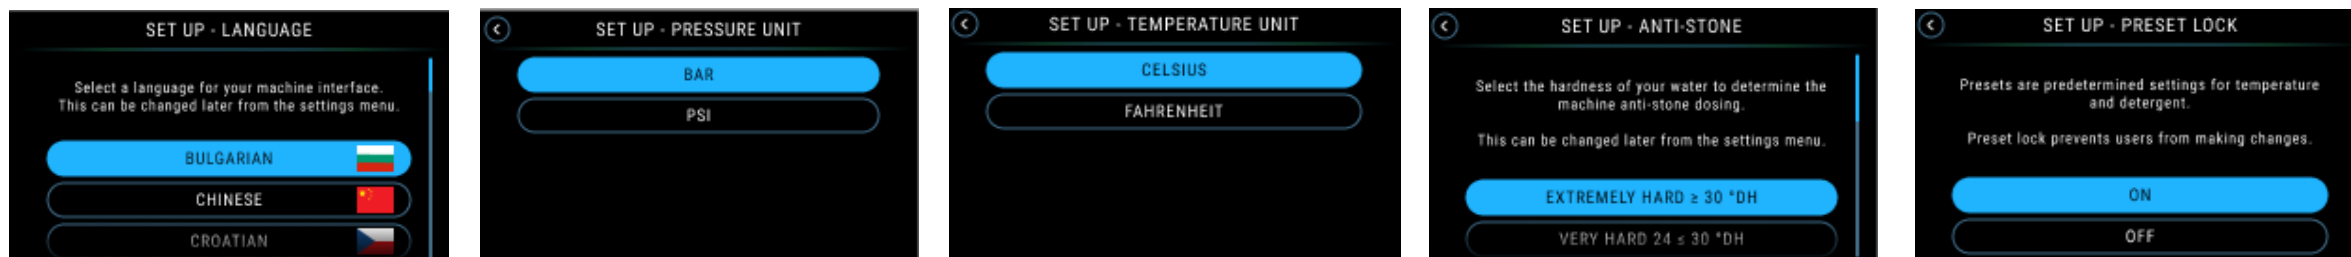 SET UP - LANGUAGE
Select a language for your machine interface.
This can be changed later from the settings menu.
BULGARIAN
CHINESE
CROATIAN
SET UP - PRESSURE UNIT
BAR
PSI
SET UP - TEMPERATURE UNIT
CELSIUS
FAHRENHEIT
SET UP - ANTI-STONE
Select the hardness of your water to determine the
machine anti-stone dosing.
This can be changed later from the settings menu.
EXTREMELY HARD ≥ 30 °DH
VERY HARD 24 ≤ 30 °DH
SET UP - PRESET LOCK
Presets are predetermined settings for temperature
and detergent.
Preset lock prevents users from making changes.
ON
OFF